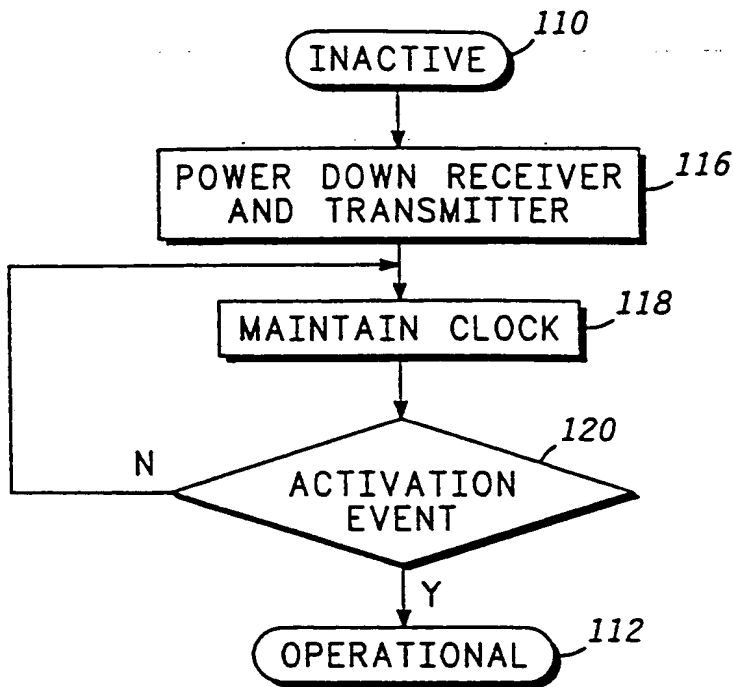 INACTIVE
110
POWER DOWN RECEIVER
AND TRANSMITTER
116
MAINTAIN CLOCK
118
120
N
ACTIVATION
EVENT
Y
OPERATIONAL
112